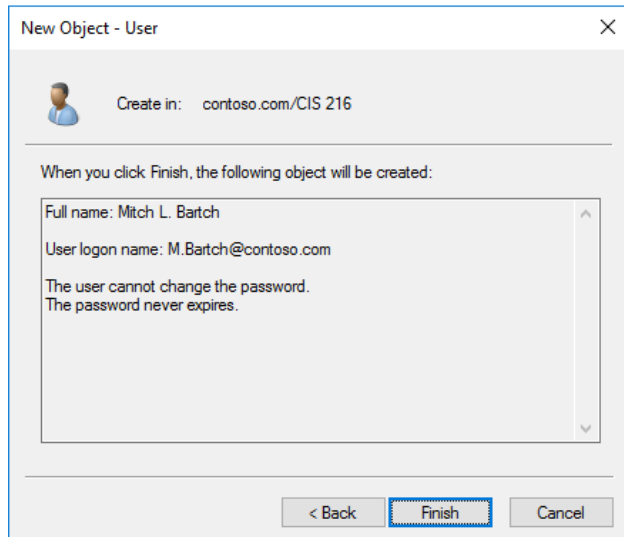 New Object - User
Create in: contoso.com/CIS 216
When you click Finish, the following object will be created:
Full name: Mitch L. Bartch
User logon name: M.Bartch@contoso.com
The user cannot change the password.
The password never expires.
< Back Finish Cancel